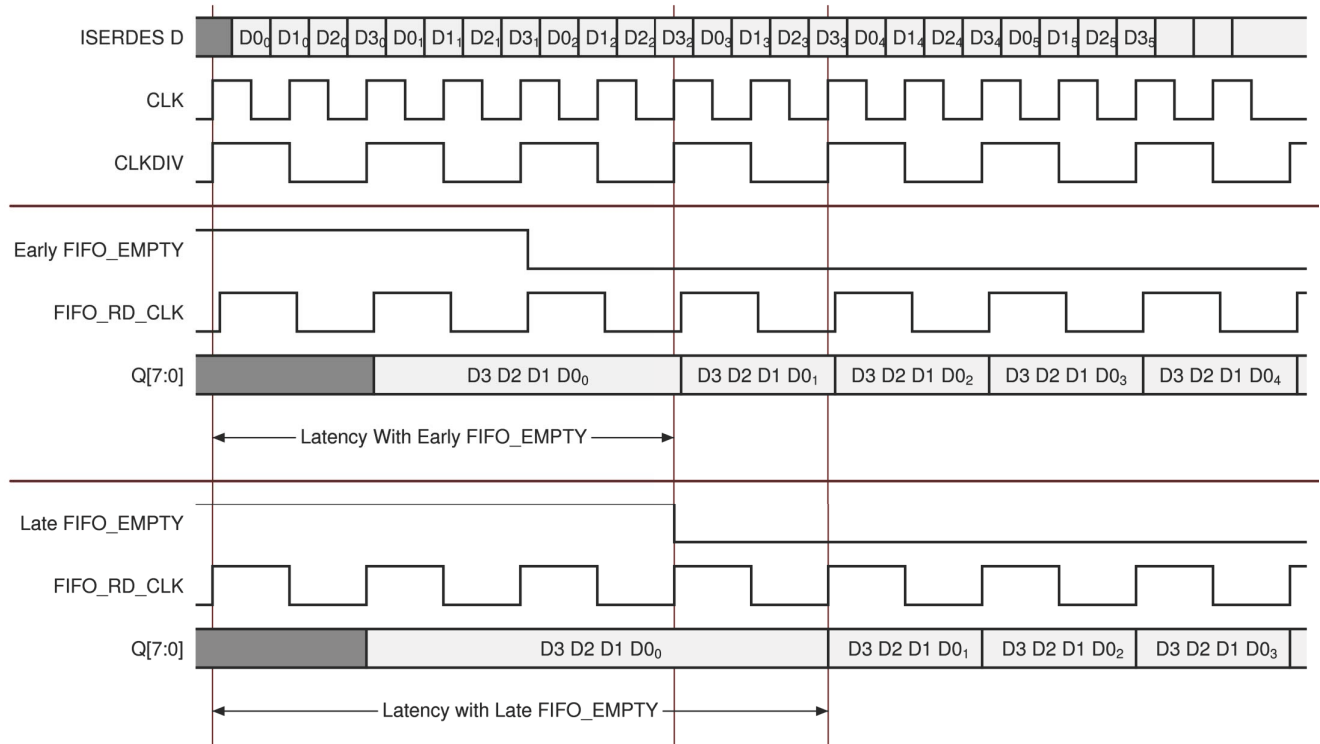 ISERDES D D0₀ D1₀ D2₀ D3₀ D0₁ D1₁ D2₁ D3₁ D0₂ D1₂ D2₂ D3₂ D0₃ D1₃ D2₃ D3₃ D0₄ D1₄ D2₄ D3₄ D0₅ D1₅ D2₅ D3₅
CLK
CLKDIV
Early FIFO_EMPTY
FIFO_RD_CLK
Q[7:0] D3 D2 D1 D0₀ D3 D2 D1 D0₁ D3 D2 D1 D0₂ D3 D2 D1 D0₃ D3 D2 D1 D0₄
Latency With Early FIFO_EMPTY
Late FIFO_EMPTY
FIFO_RD_CLK
Q[7:0] D3 D2 D1 D0₀ D3 D2 D1 D0₁ D3 D2 D1 D0₂ D3 D2 D1 D0₃
Latency with Late FIFO_EMPTY